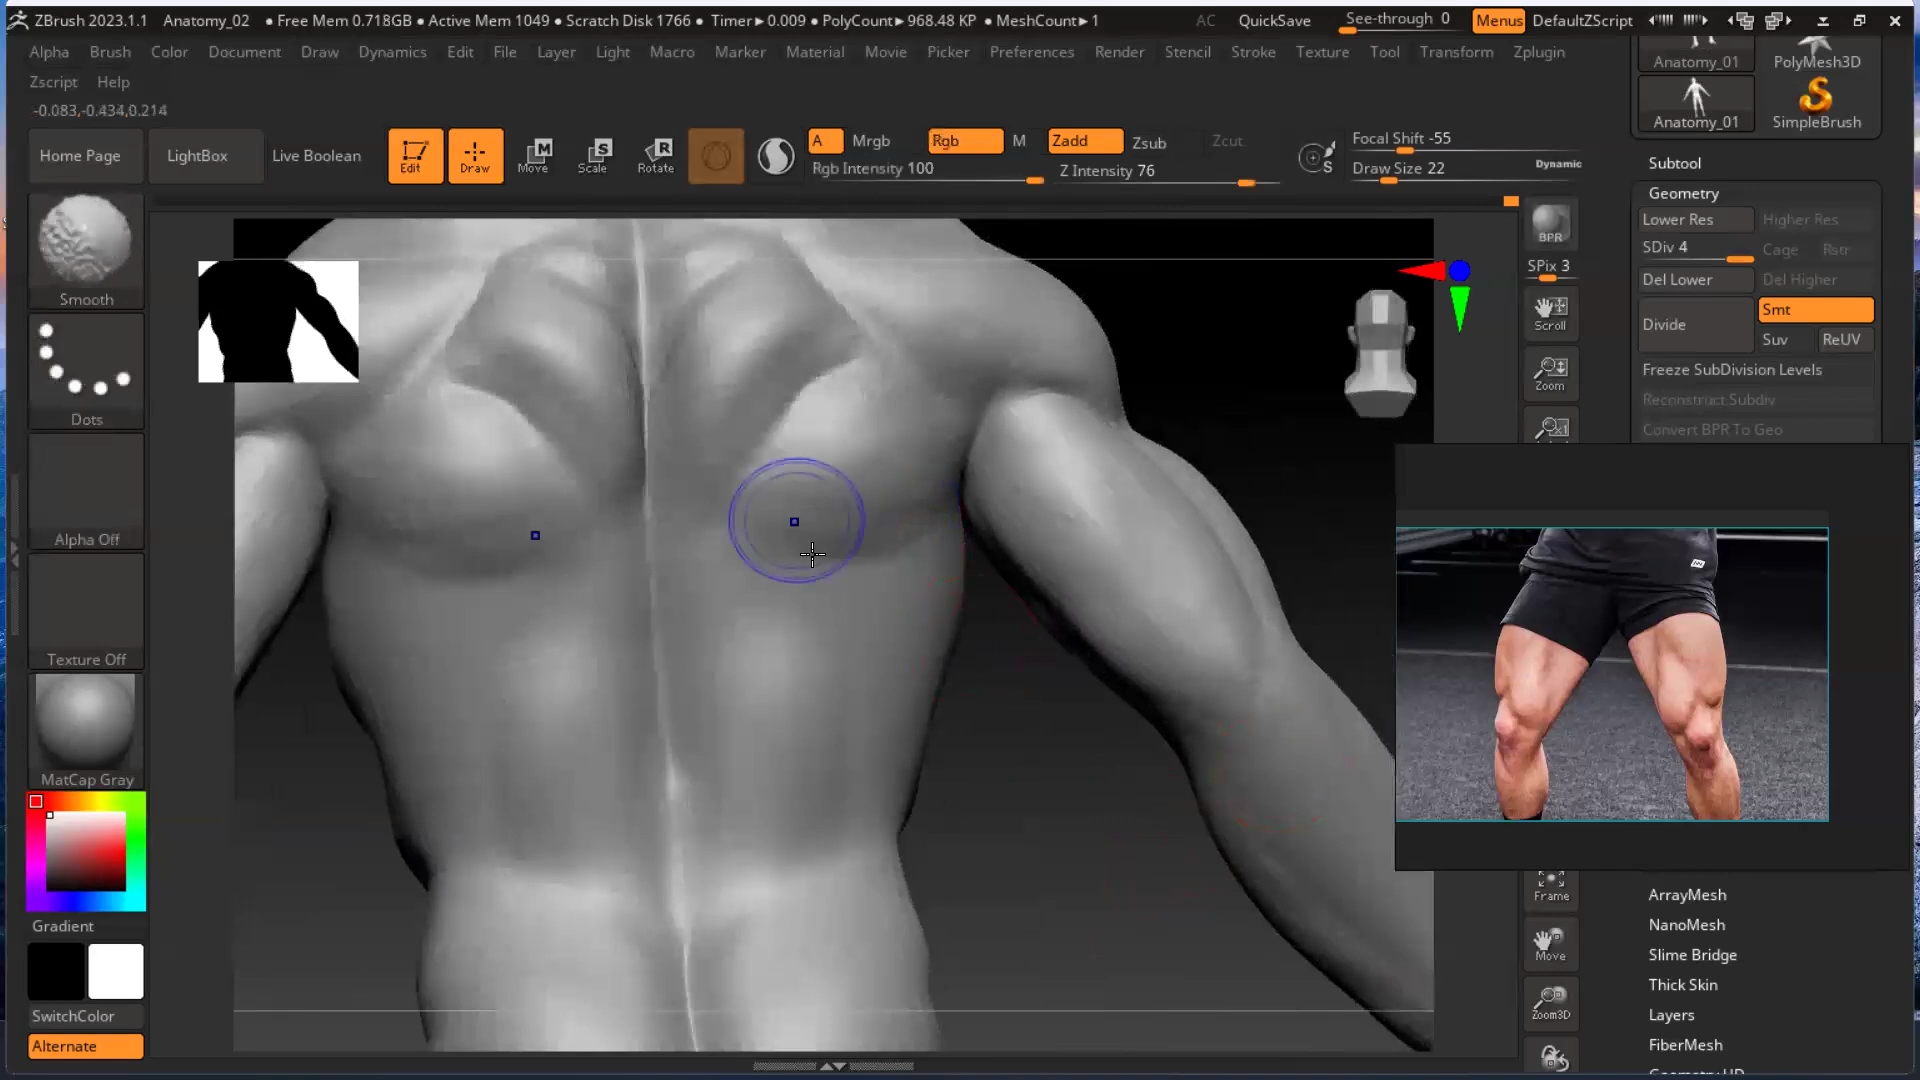 ZBrush 2023.1.1 Anatomy_02 ● Free Mem 0.718GB ● Active Mem 1049 ● Scratch Disk 1766 ● Timer▸0.009 ● PolyCount▸968.48 KP ● MeshCount▸1 AC QuickSave See-through 0 Menus DefaultZScript
Alpha Brush Color Document Draw Dynamics Edit File Layer Light Macro Marker Material Movie Picker Preferences Render Stencil Stroke Texture Tool Transform Zplugin
Zscript Help
-0.083,-0.434,0.214
Home Page LightBox Live Boolean Edit Draw Move Scale Rotate
A Mrgb Rgb M Zadd Zsub Zcut
Rgb Intensity 100 Z Intensity 76
Focal Shift -55
Draw Size 22 Dynamic
Smooth
Dots
Alpha Off
Texture Off
MatCap Gray
Gradient
SwitchColor
Alternate
BPR
SPix 3
Scroll
Zoom
Frame
Move
Zoom3D
Anatomy_01 PolyMesh3D
Anatomy_01 SimpleBrush
Subtool
Geometry
Lower Res Higher Res
SDiv 4 Cage Rstr
Del Lower Del Higher
Divide Smt
Suv ReUV
Freeze SubDivision Levels
Reconstruct Subdiv
Convert BPR To Geo
ArrayMesh
NanoMesh
Slime Bridge
Thick Skin
Layers
FiberMesh